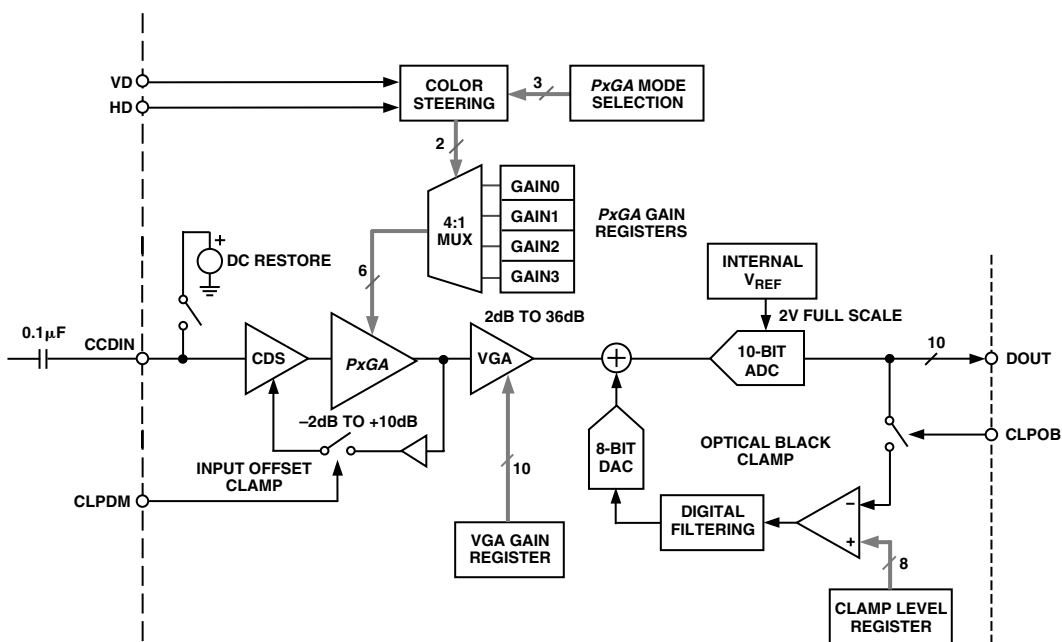 VD
HD
COLOR
STEERING
3
PxGA MODE
SELECTION
2
4:1
MUX
GAIN0
GAIN1
GAIN2
GAIN3
PxGA GAIN
REGISTERS
6
+
DC RESTORE
INTERNAL
VREF
2dB TO 36dB
2V FULL SCALE
0.1μF
CCDIN
CDS
PxGA
VGA
+
10-BIT
ADC
10
DOUT
–2dB TO +10dB
8-BIT
DAC
OPTICAL BLACK
CLAMP
CLPOB
INPUT OFFSET
CLAMP
10
CLPDM
DIGITAL
FILTERING
–
+
VGA GAIN
REGISTER
8
CLAMP LEVEL
REGISTER